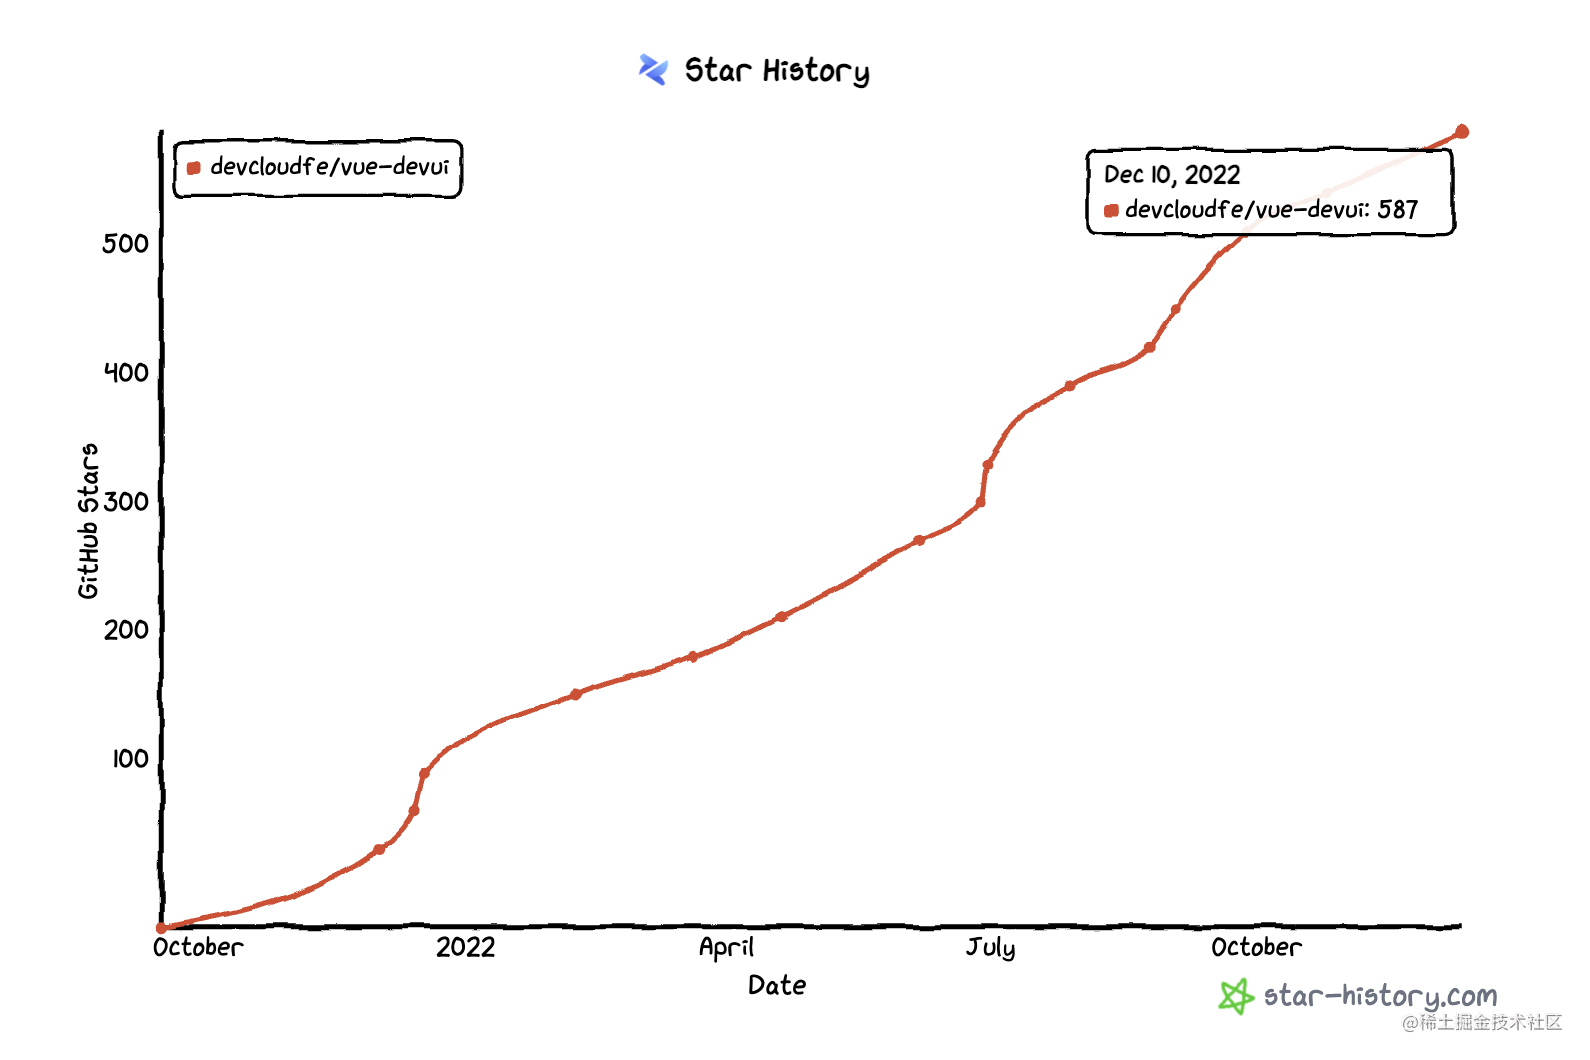 Star History
devcloudfe/vue-devui
Dec 10, 2022
devcloudfe/vue-devui: 587
500
400
300
200
100
GitHub Stars
October
2022
April
July
October
Date
star-history.com
@稀土掘金技术社区